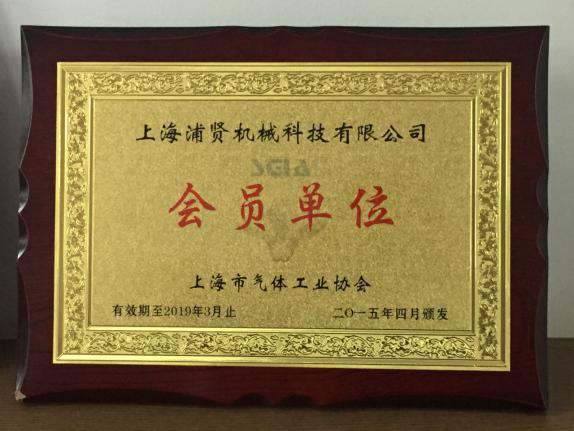 上海浦贤机械科技有限公司
SGIA
会员单位
上海市气体工业协会
有效期至2019年3月止
二〇一五年四月颁发